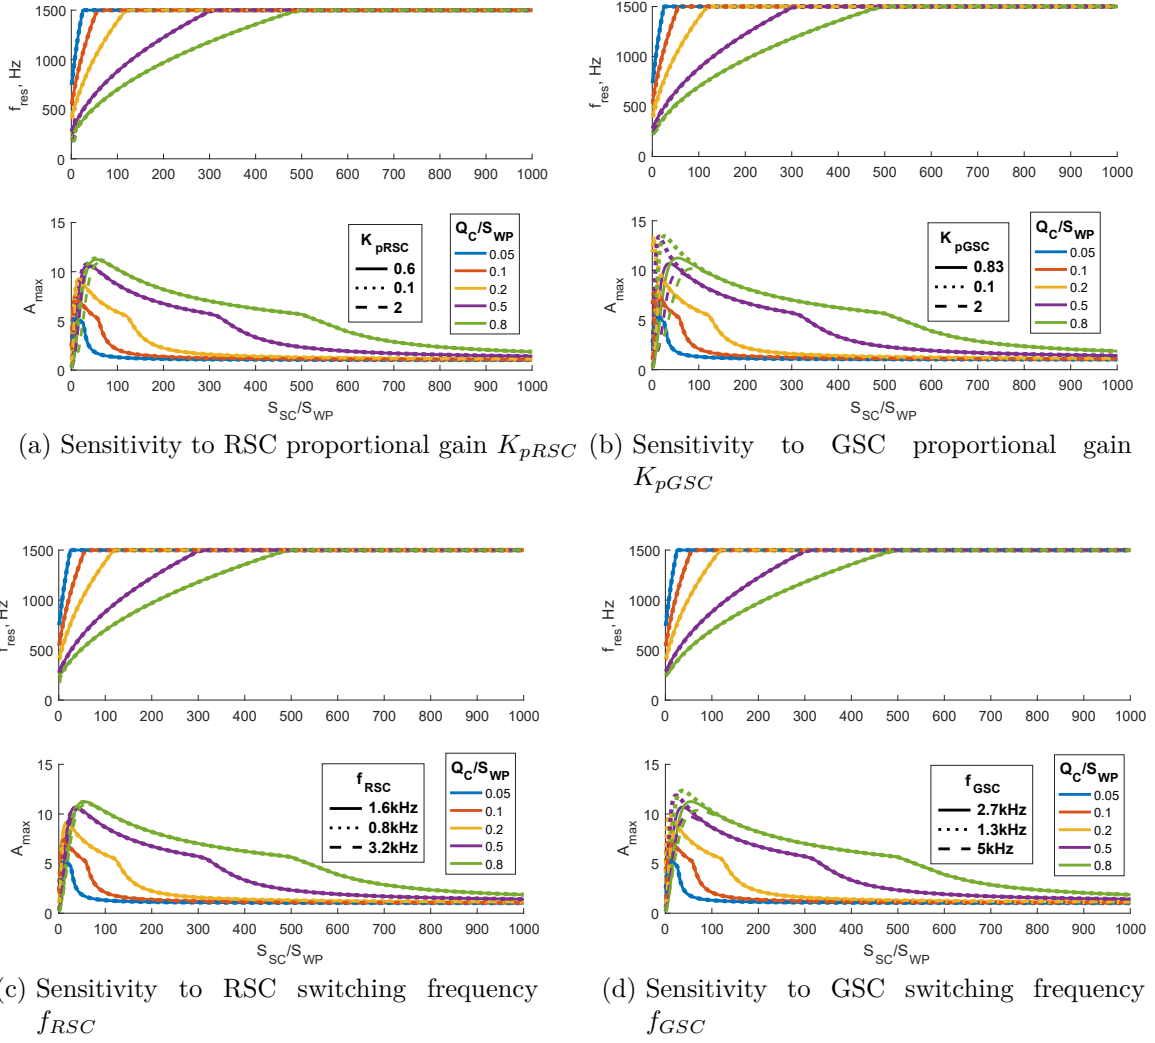 1500
1000
500
0
f_res, Hz
0 100 200 300 400 500 600 700 800 900 1000
15
10
5
0
A_max
K_pRSC
0.6
0.1
2
Q_C/S_WP
0.05
0.1
0.2
0.5
0.8
0 100 200 300 400 500 600 700 800 900 1000
S_SC/S_WP
(a) Sensitivity to RSC proportional gain K_pRSC
1500
1000
500
0
f_res, Hz
0 100 200 300 400 500 600 700 800 900 1000
15
10
5
0
A_max
K_pGSC
0.83
0.1
2
Q_C/S_WP
0.05
0.1
0.2
0.5
0.8
0 100 200 300 400 500 600 700 800 900 1000
S_SC/S_WP
(b) Sensitivity to GSC proportional gain
K_pGSC
1500
1000
500
0
f_res, Hz
0 100 200 300 400 500 600 700 800 900 1000
15
10
5
0
A_max
f_RSC
1.6kHz
0.8kHz
3.2kHz
Q_C/S_WP
0.05
0.1
0.2
0.5
0.8
0 100 200 300 400 500 600 700 800 900 1000
S_SC/S_WP
(c) Sensitivity to RSC switching frequency
f_RSC
1500
1000
500
0
f_res, Hz
0 100 200 300 400 500 600 700 800 900 1000
15
10
5
0
A_max
f_GSC
2.7kHz
1.3kHz
5kHz
Q_C/S_WP
0.05
0.1
0.2
0.5
0.8
0 100 200 300 400 500 600 700 800 900 1000
S_SC/S_WP
(d) Sensitivity to GSC switching frequency
f_GSC